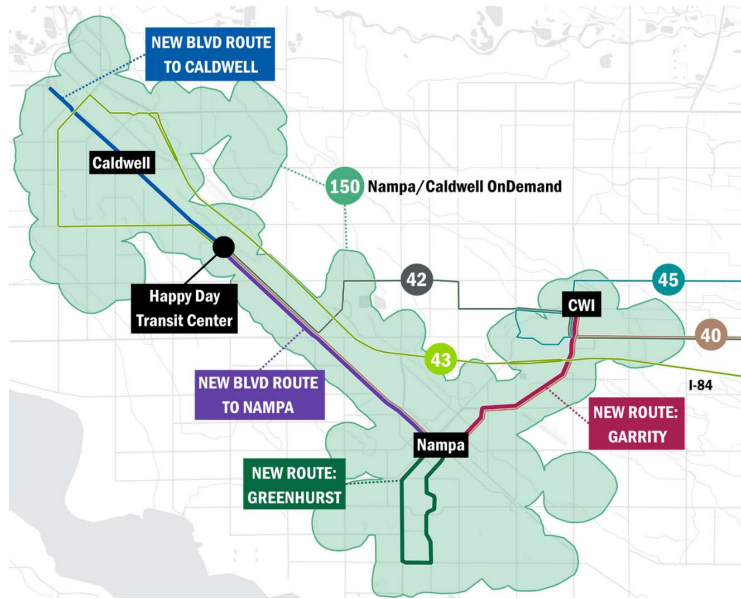 NEW BLVD ROUTE
TO CALDWELL
Caldwell
150 Nampa/Caldwell OnDemand
Happy Day
Transit Center
42
45
CWI
40
43
I-84
NEW BLVD ROUTE
TO NAMPA
NEW ROUTE:
GARRITY
Nampa
NEW ROUTE:
GREENHURST